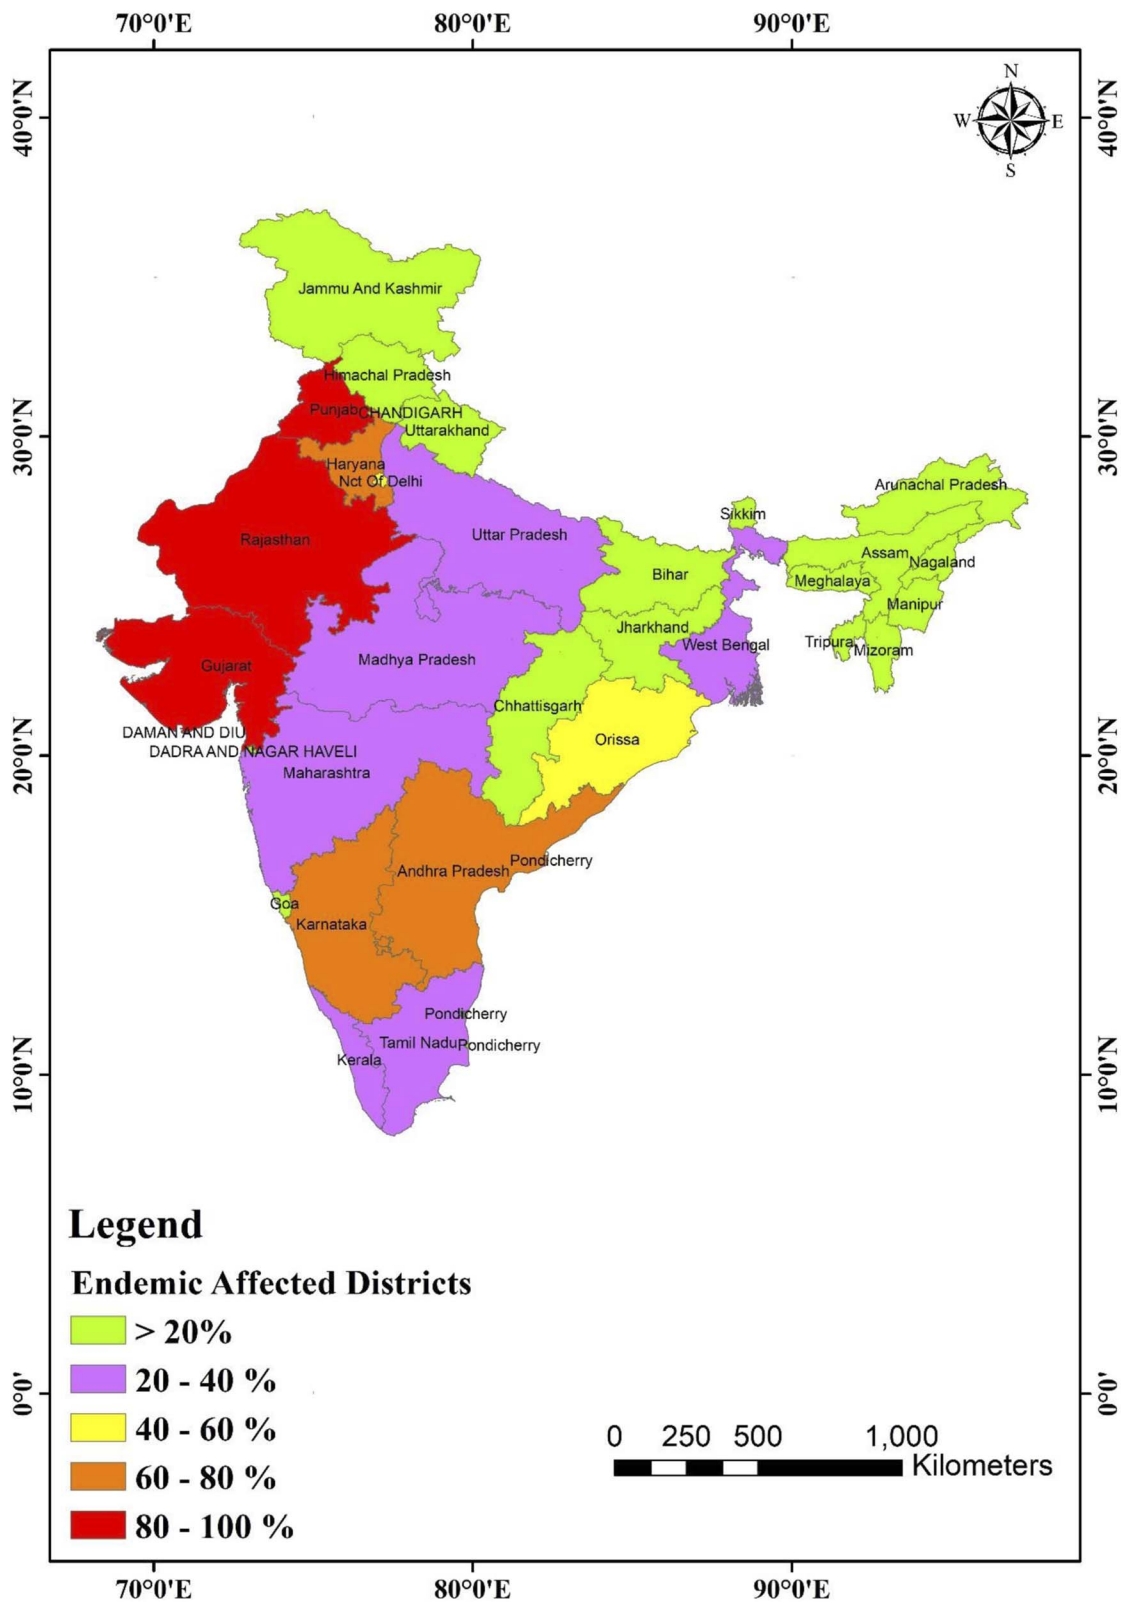 70°0'E 80°0'E 90°0'E
N
W E
S
40°0'N 40°0'N
Jammu And Kashmir
Himachal Pradesh
Punjab CHANDIGARH
Uttarakhand
30°0'N 30°0'N
Haryana
Nct Of Delhi
Arunachal Pradesh
Sikkim
Rajasthan
Uttar Pradesh
Assam
Nagaland
Bihar
Meghalaya
Manipur
Jharkhand
Tripura
West Bengal
Mizoram
Madhya Pradesh
Gujarat
Chhattisgarh
DAMAN AND DIU
Orissa
DADRA AND NAGAR HAVELI
20°0'N 20°0'N
Maharashtra
Pondicherry
Andhra Pradesh
Goa
Karnataka
Pondicherry
Tamil Nadu Pondicherry
Kerala
10°0'N 10°0'N
Legend
Endemic Affected Districts
> 20%
20 - 40 %
0°0' 0°0'
40 - 60 %
0 250 500 1,000
Kilometers
60 - 80 %
80 - 100 %
70°0'E 80°0'E 90°0'E